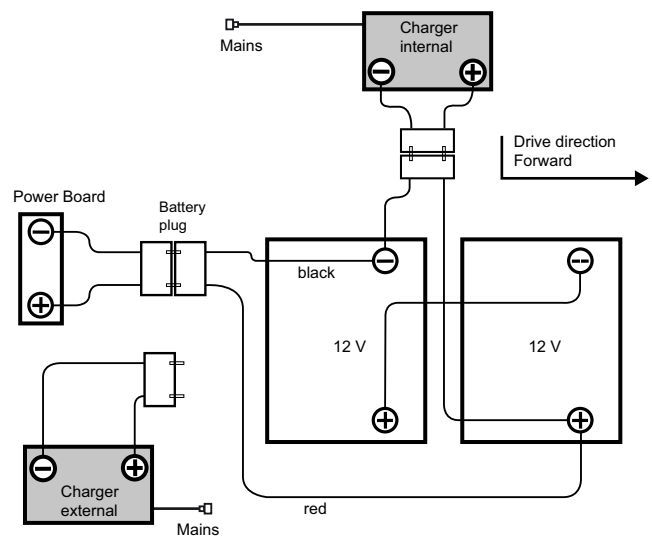 Charger
internal
Mains
Drive direction
Forward
Power Board
Battery
plug
black
12 V
12 V
Charger
external
red
Mains